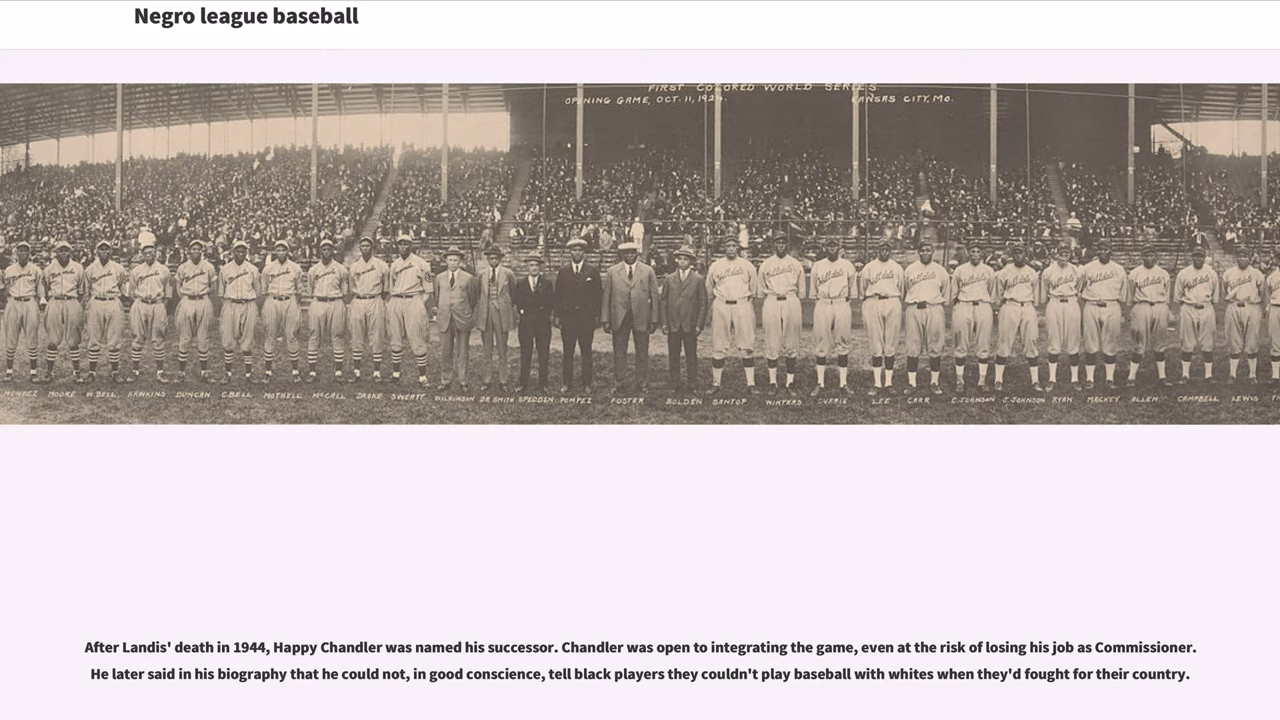 Negro league baseball
FIRST COLORED WORLD SERIES
OPENING GAME, OCT. 11, 1924. KANSAS CITY, MO.
MENDEZ MOORE W.BELL HAWKINS DUNCAN C.BELL MOTHELL McCALL DRAKE SWEATT WILKINSON DR SMITH SPEDDEN POMPEZ FOSTER BOLDEN SANTOP WINTERS CURRIE LEE CARR C.JOHNSON J.JOHNSON RYAN MACKEY ALLEN CAMPBELL LEWIS
After Landis' death in 1944, Happy Chandler was named his successor. Chandler was open to integrating the game, even at the risk of losing his job as Commissioner.
He later said in his biography that he could not, in good conscience, tell black players they couldn't play baseball with whites when they'd fought for their country.